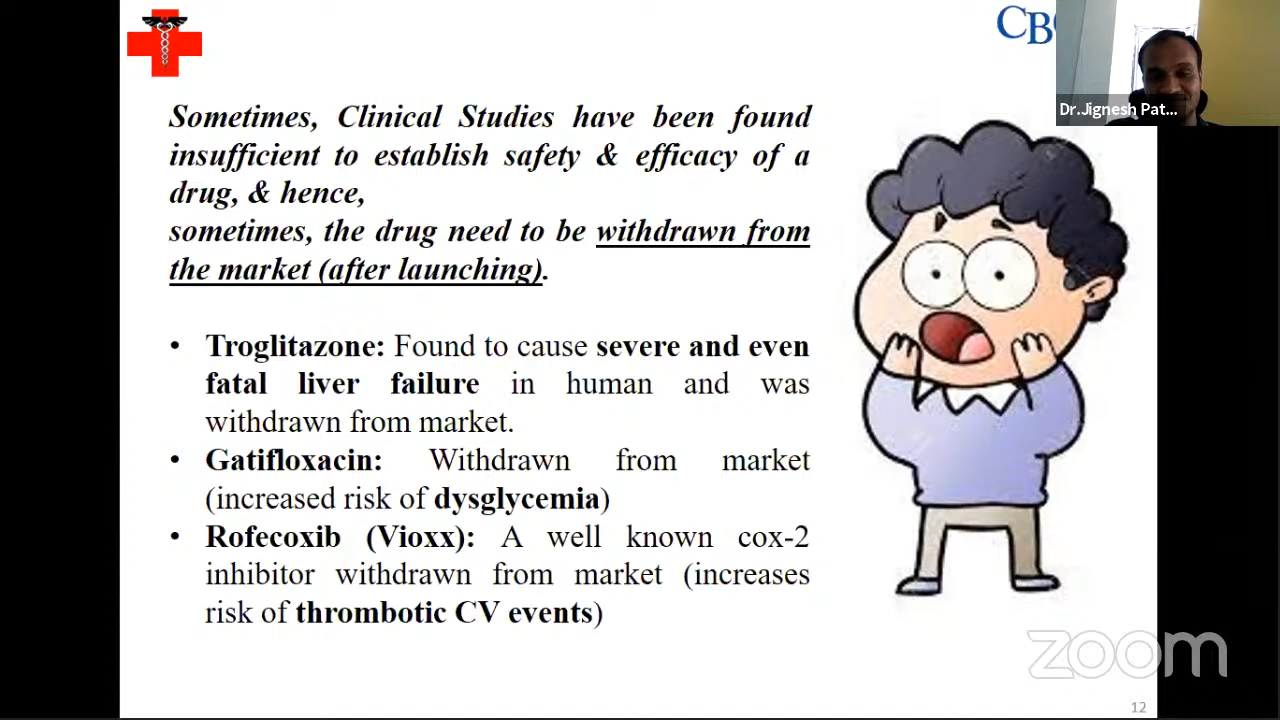 CB
Dr.Jignesh Pat...
Sometimes, Clinical Studies have been found
insufficient to establish safety & efficacy of a
drug, & hence,
sometimes, the drug need to be withdrawn from
the market (after launching).
• Troglitazone: Found to cause severe and even
fatal liver failure in human and was
withdrawn from market.
• Gatifloxacin: Withdrawn from market
(increased risk of dysglycemia)
• Rofecoxib (Vioxx): A well known cox-2
inhibitor withdrawn from market (increases
risk of thrombotic CV events)
zoom
12